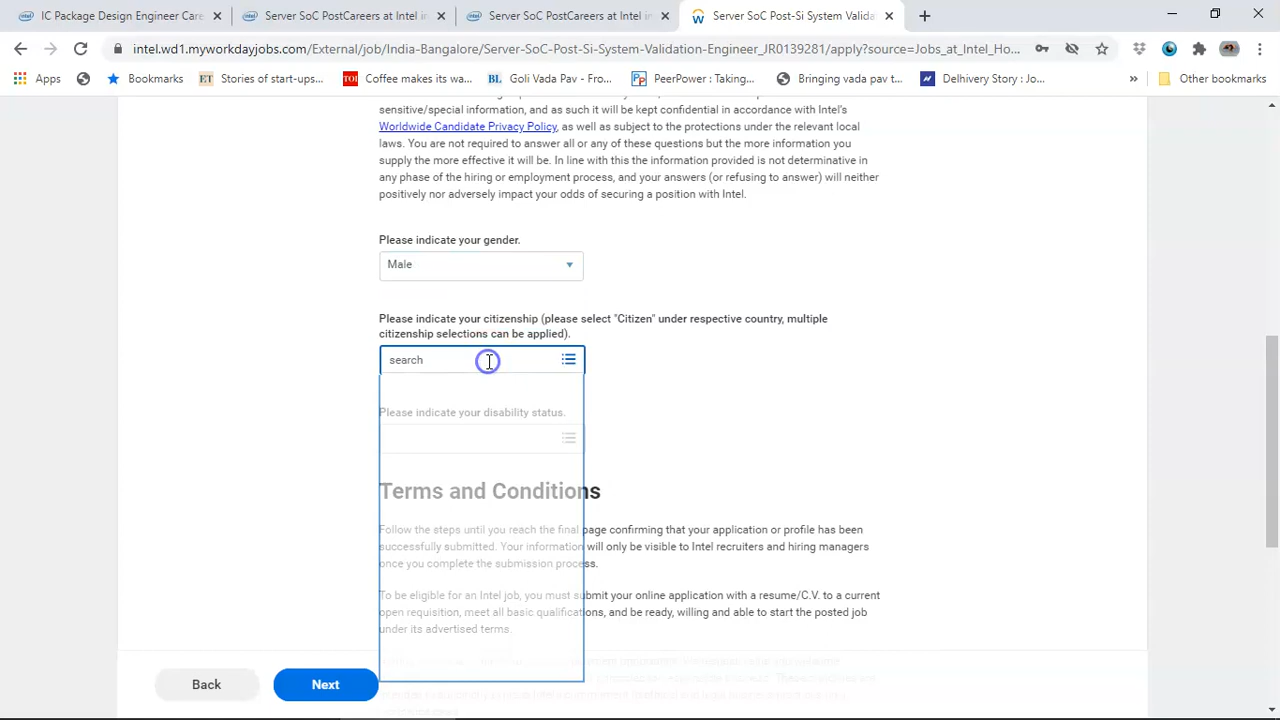 IC Package Design Engineer Care
Server SoC PostCareers at Intel in
Server SoC PostCareers at Intel in
Server SoC Post-Si System Valida
intel.wd1.myworkdayjobs.com/External/job/India-Bangalore/Server-SoC-Post-Si-System-Validation-Engineer_JR0139281/apply?source=Jobs_at_Intel_Ho...
Apps
Bookmarks
ET Stories of start-ups...
TOI Coffee makes its wa...
BL Goli Vada Pav - Fro...
PeerPower : Taking...
Bringing vada pav t...
Delhivery Story : Jo...
» Other bookmarks
sensitive/special information, and as such it will be kept confidential in accordance with Intel's
Worldwide Candidate Privacy Policy, as well as subject to the protections under the relevant local
laws. You are not required to answer all or any of these questions but the more information you
supply the more effective it will be. In line with this the information provided is not determinative in
any phase of the hiring or employment process, and your answers (or refusing to answer) will neither
positively nor adversely impact your odds of securing a position with Intel.
Please indicate your gender.
Male
Please indicate your citizenship (please select "Citizen" under respective country, multiple
citizenship selections can be applied).
search
Please indicate your disability status.
Terms and Conditions
Follow the steps until you reach the final page confirming that your application or profile has been
successfully submitted. Your information will only be visible to Intel recruiters and hiring managers
once you complete the submission process.
To be eligible for an Intel job, you must submit your online application with a resume/C.V. to a current
open requisition, meet all basic qualifications, and be ready, willing and able to start the posted job
under its advertised terms.
Back
Next